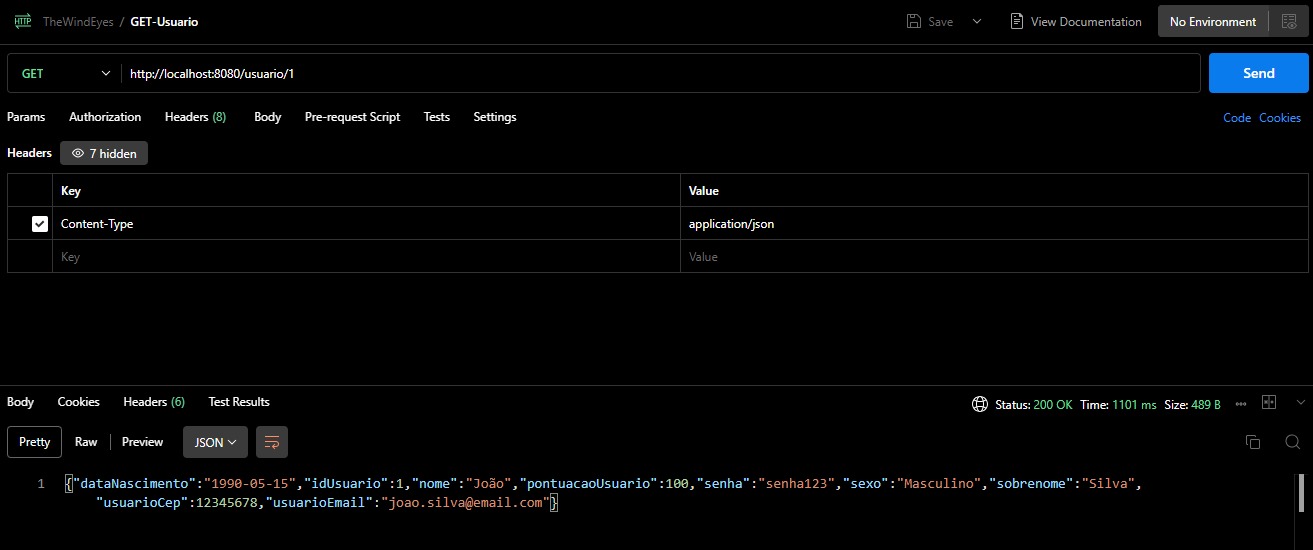 HTTP TheWindEyes / GET-Usuario Save View Documentation No Environment
GET http://localhost:8080/usuario/1 Send
Params Authorization Headers (8) Body Pre-request Script Tests Settings Code Cookies
Headers 7 hidden
Key Value
Content-Type application/json
Key Value
Body Cookies Headers (6) Test Results Status: 200 OK Time: 1101 ms Size: 489 B
Pretty Raw Preview JSON
1 {"dataNascimento":"1990-05-15","idUsuario":1,"nome":"João","pontuacaoUsuario":100,"senha":"senha123","sexo":"Masculino","sobrenome":"Silva",
"usuarioCep":12345678,"usuarioEmail":"joao.silva@email.com"}